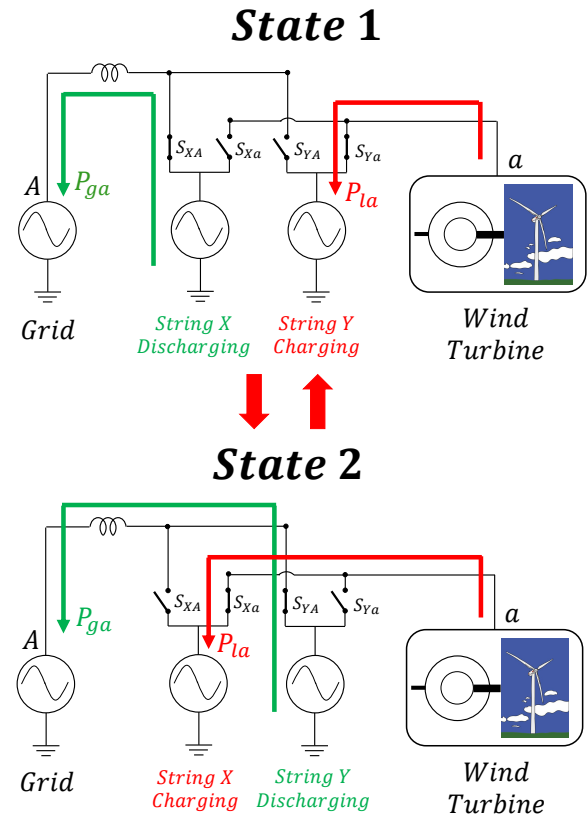 State 1
S_XA S_Xa S_YA S_Ya
A P_ga P_la a
Grid
String X
Discharging
String Y
Charging
Wind
Turbine
State 2
S_XA S_Xa S_YA S_Ya
A P_ga P_la a
Grid
String X
Charging
String Y
Discharging
Wind
Turbine